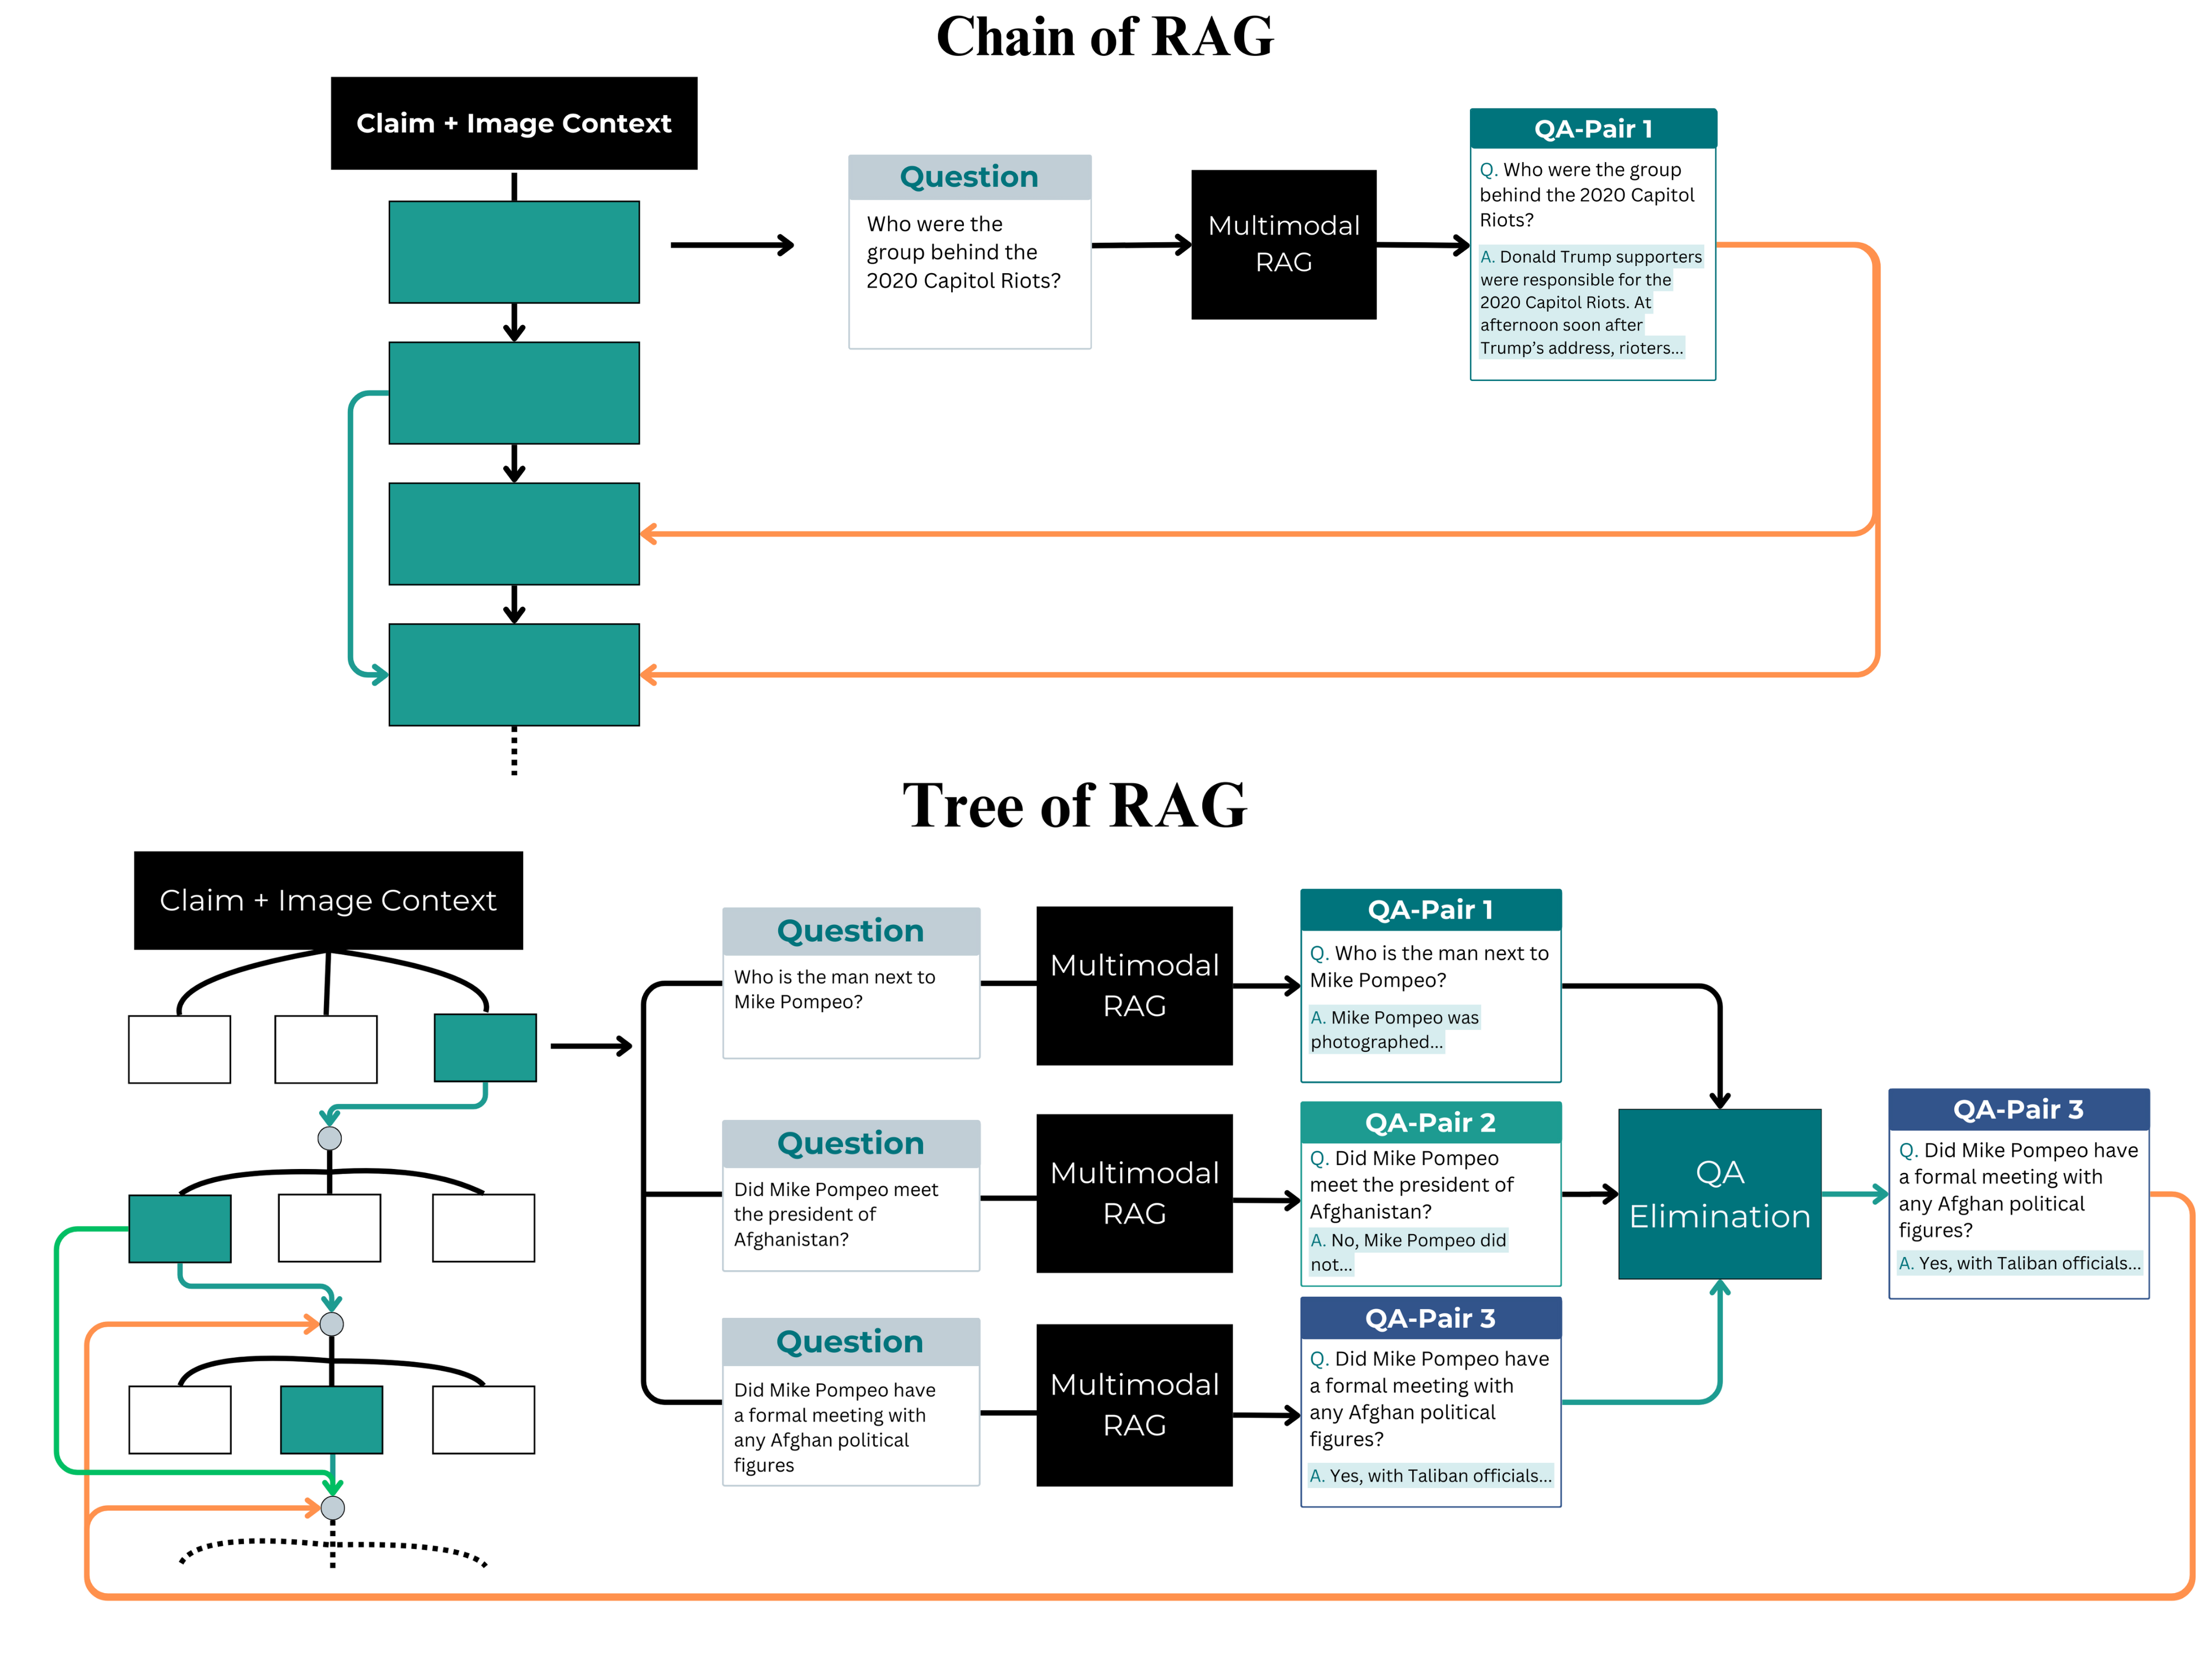 Chain of RAG
Claim + Image Context
Question
Who were the
group behind the
2020 Capitol Riots?
Multimodal
RAG
QA-Pair 1
Q. Who were the group
behind the 2020 Capitol
Riots?
A. Donald Trump supporters
were responsible for the
2020 Capitol Riots. At
afternoon soon after
Trump's address, rioters...
Tree of RAG
Claim + Image Context
Question
Who is the man next to
Mike Pompeo?
Multimodal
RAG
QA-Pair 1
Q. Who is the man next to
Mike Pompeo?
A. Mike Pompeo was
photographed...
Question
Did Mike Pompeo meet
the president of
Afghanistan?
Multimodal
RAG
QA-Pair 2
Q. Did Mike Pompeo
meet the president of
Afghanistan?
A. No, Mike Pompeo did
not...
Question
Did Mike Pompeo have
a formal meeting with
any Afghan political
figures
Multimodal
RAG
QA-Pair 3
Q. Did Mike Pompeo have
a formal meeting with
any Afghan political
figures?
A. Yes, with Taliban officials...
QA
Elimination
QA-Pair 3
Q. Did Mike Pompeo have
a formal meeting with
any Afghan political
figures?
A. Yes, with Taliban officials...